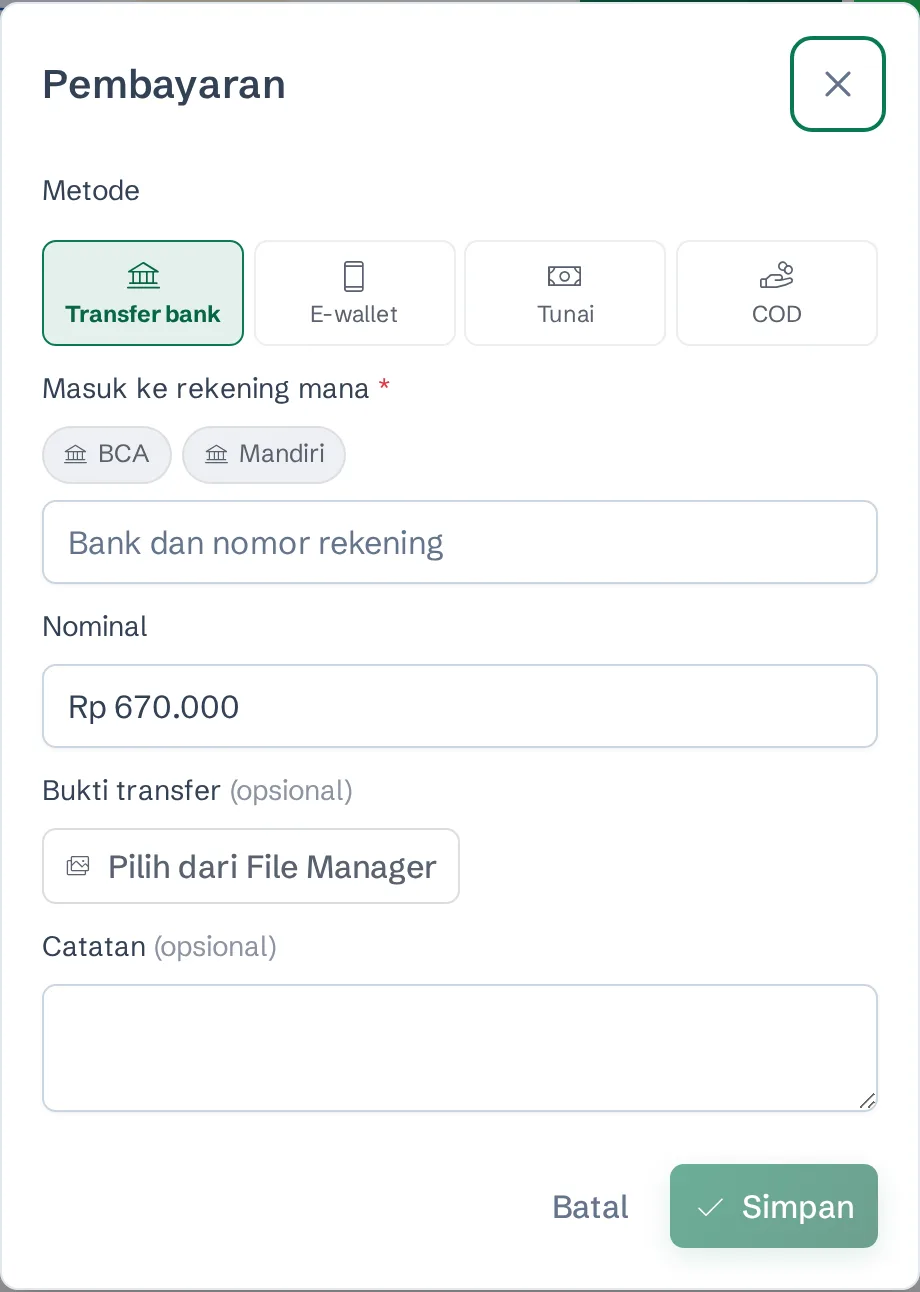 Pembayaran
Metode
Transfer bank
E-wallet
Tunai
COD
Masuk ke rekening mana *
BCA
Mandiri
Bank dan nomor rekening
Nominal
Rp 670.000
Bukti transfer (opsional)
Pilih dari File Manager
Catatan (opsional)
Batal
Simpan